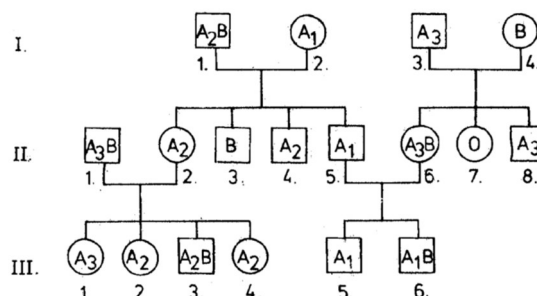 I. A₂B A₁ A₃ B
1. 2. 3. 4.
II. A₃B A₂ B A₂ A₁ A₃B O A₃
1. 2. 3. 4. 5. 6. 7. 8.
III. A₃ A₂ A₂B A₂ A₁ A₁B
1. 2. 3. 4. 5. 6.